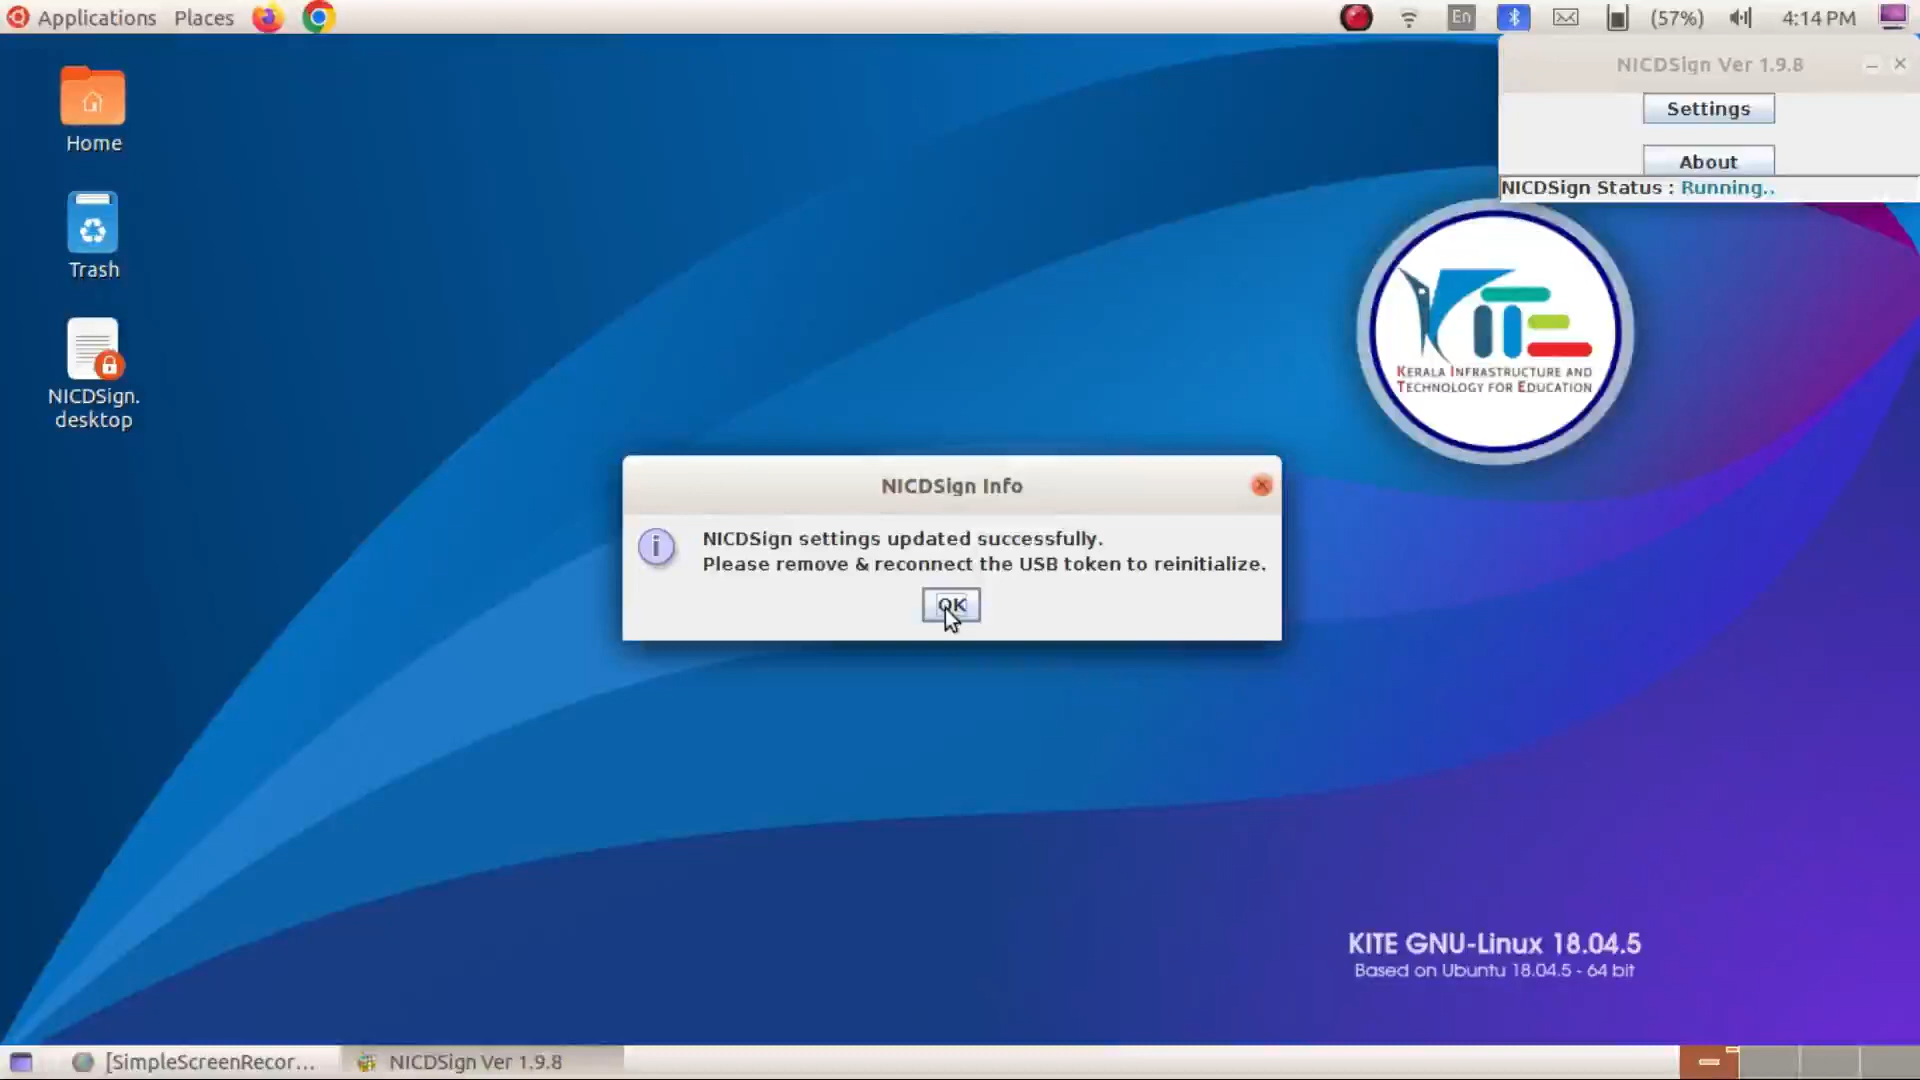 Applications Places En (57%) 4:14 PM
NICDSign Ver 1.9.8
Settings
About
NICDSign Status : Running..
Home
Trash
NICDSign.
desktop
KERALA INFRASTRUCTURE AND
TECHNOLOGY FOR EDUCATION
NICDSign Info
NICDSign settings updated successfully.
Please remove & reconnect the USB token to reinitialize.
OK
KITE GNU-Linux 18.04.5
Based on Ubuntu 18.04.5 - 64 bit
[SimpleScreenRecor... NICDSign Ver 1.9.8